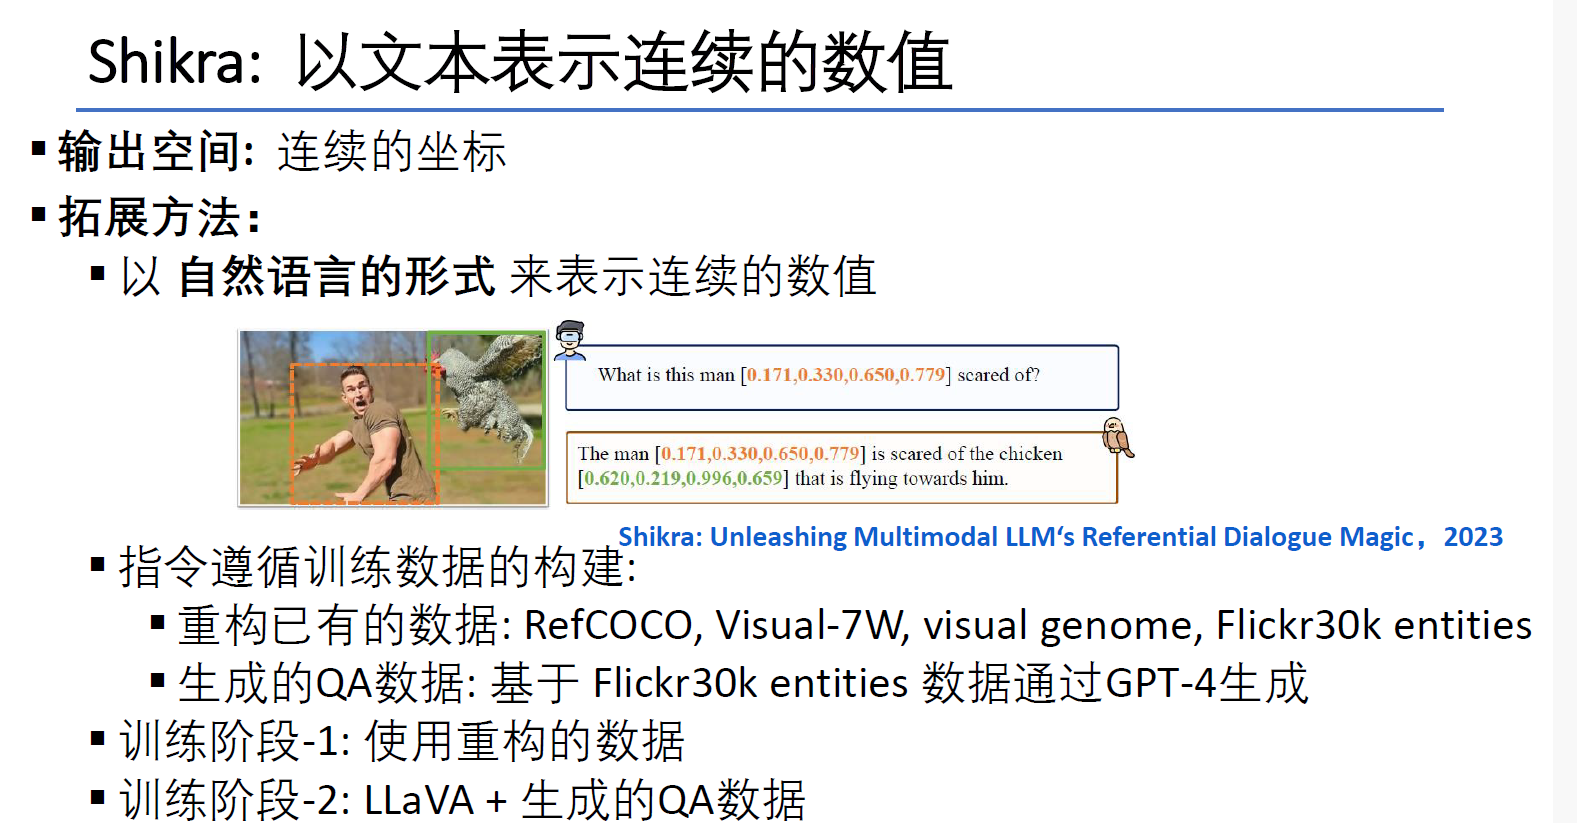 Shikra: 以文本表示连续的数值
输出空间: 连续的坐标
拓展方法：
以 自然语言的形式 来表示连续的数值
What is this man [0.171,0.330,0.650,0.779] scared of?
The man [0.171,0.330,0.650,0.779] is scared of the chicken
[0.620,0.219,0.996,0.659] that is flying towards him.
Shikra: Unleashing Multimodal LLM‘s Referential Dialogue Magic，2023
指令遵循训练数据的构建:
重构已有的数据: RefCOCO, Visual-7W, visual genome, Flickr30k entities
生成的QA数据: 基于 Flickr30k entities 数据通过GPT-4生成
训练阶段-1: 使用重构的数据
训练阶段-2: LLaVA + 生成的QA数据